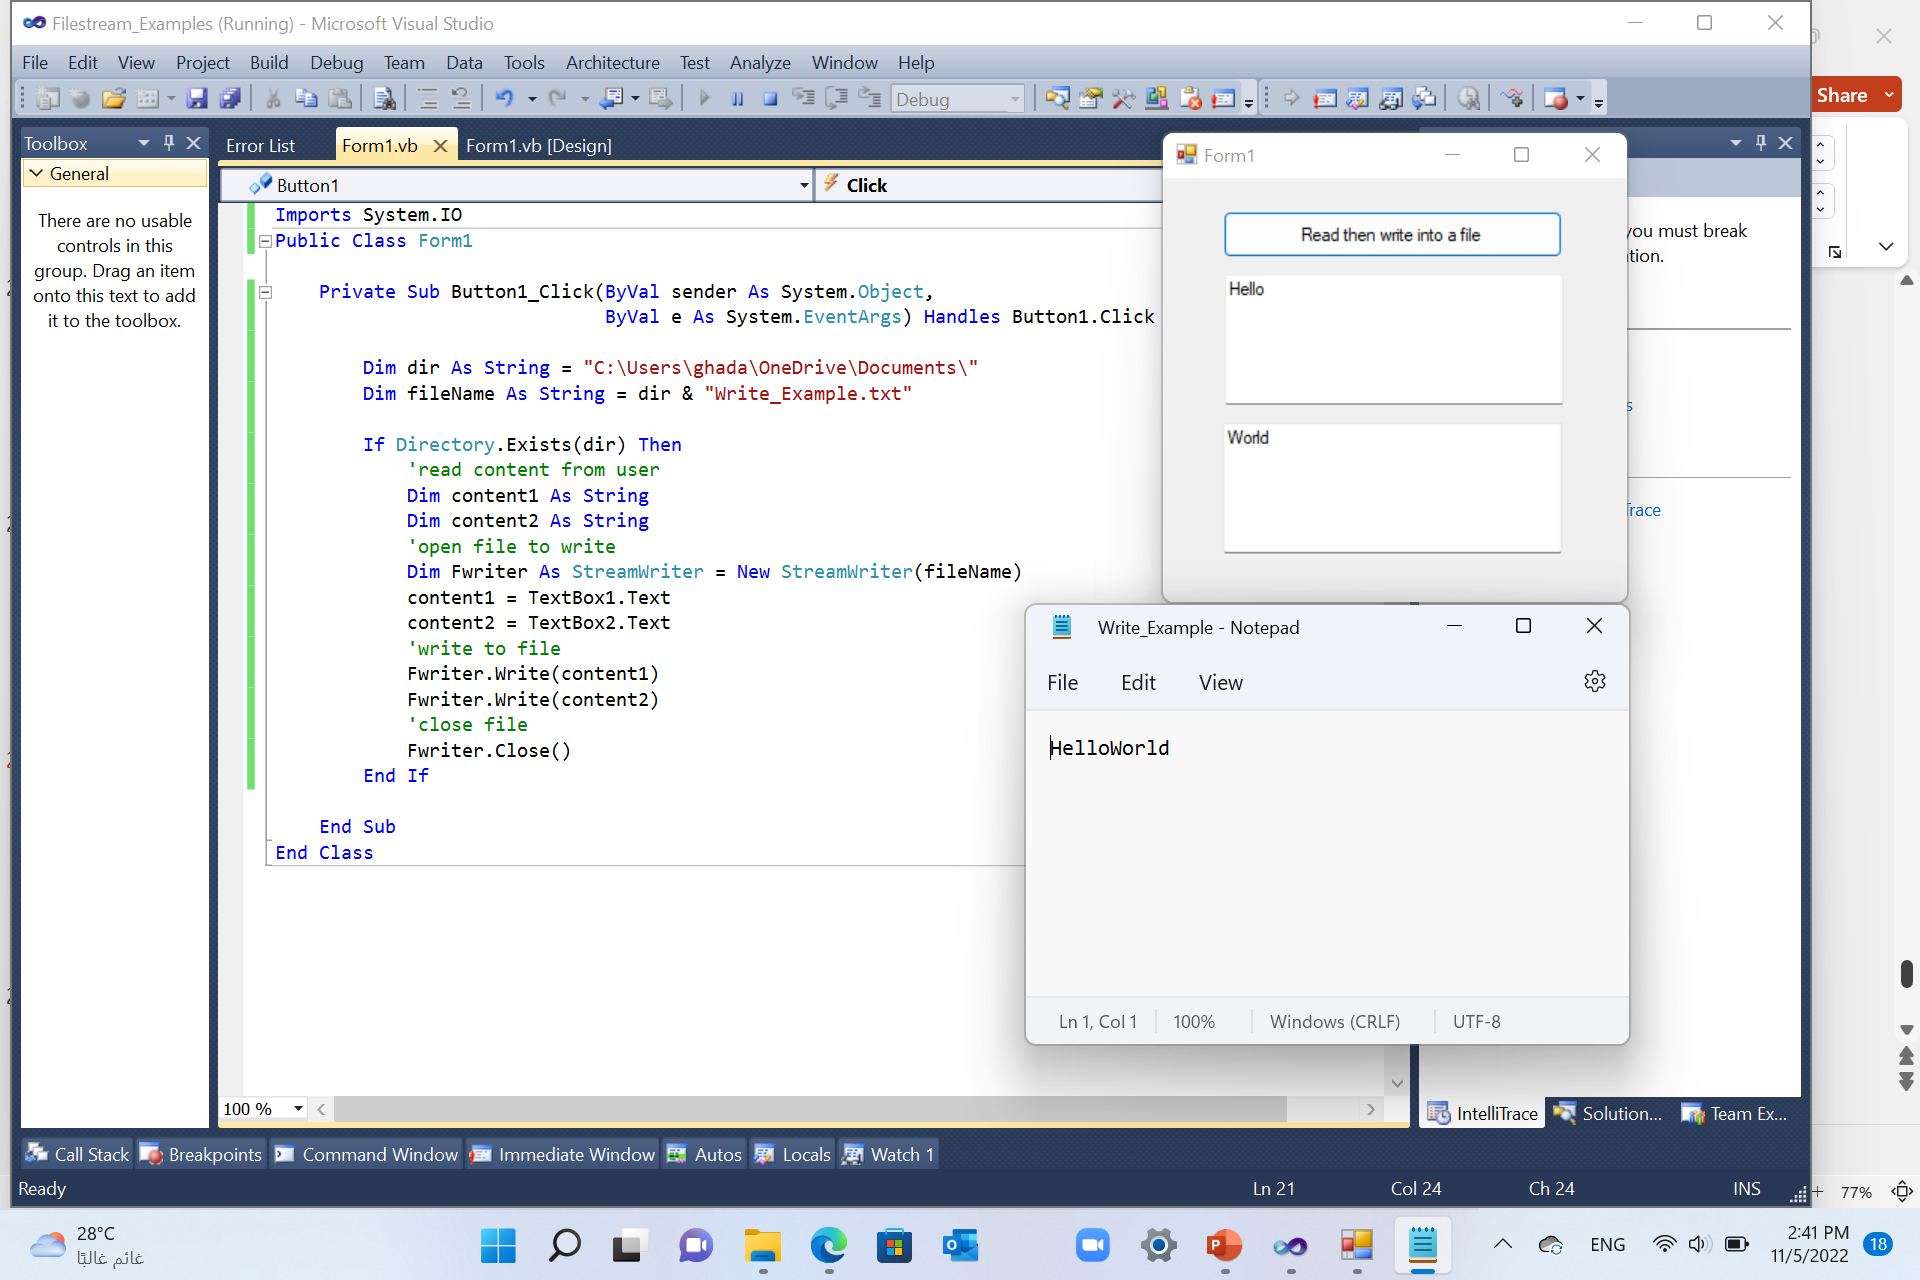 Filestream_Examples (Running) - Microsoft Visual Studio
File Edit View Project Build Debug Team Data Tools Architecture Test Analyze Window Help
Debug
Share
Toolbox
General
There are no usable
controls in this
group. Drag an item
onto this text to add
it to the toolbox.
Error List Form1.vb Form1.vb [Design]
Button1 Click
Imports System.IO
Public Class Form1
Private Sub Button1_Click(ByVal sender As System.Object,
ByVal e As System.EventArgs) Handles Button1.Click
Dim dir As String = "C:\Users\ghada\OneDrive\Documents\"
Dim fileName As String = dir & "Write_Example.txt"
If Directory.Exists(dir) Then
'read content from user
Dim content1 As String
Dim content2 As String
'open file to write
Dim Fwriter As StreamWriter = New StreamWriter(fileName)
content1 = TextBox1.Text
content2 = TextBox2.Text
'write to file
Fwriter.Write(content1)
Fwriter.Write(content2)
'close file
Fwriter.Close()
End If
End Sub
End Class
Form1
Read then write into a file
Hello
World
you must break
Write_Example - Notepad
File Edit View
HelloWorld
Ln 1, Col 1 100% Windows (CRLF) UTF-8
100 %
IntelliTrace Solution... Team Ex...
Call Stack Breakpoints Command Window Immediate Window Autos Locals Watch 1
Ready Ln 21 Col 24 Ch 24 INS
77%
28°C
غائم غالبًا
ENG
2:41 PM
11/5/2022
18